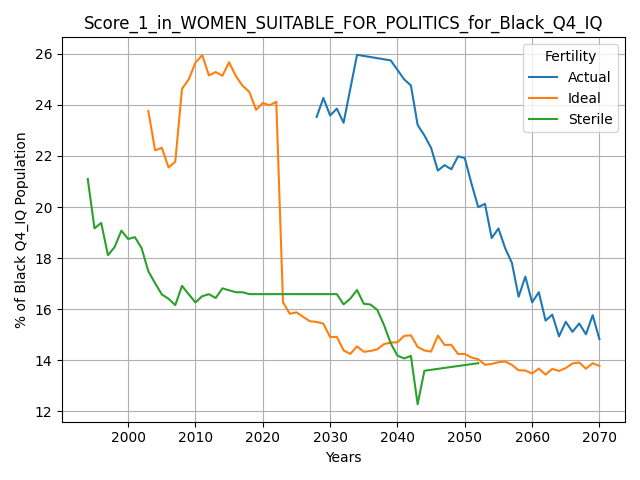 Score_1_in_WOMEN_SUITABLE_FOR_POLITICS_for_Black_Q4_IQ
Fertility
Actual
Ideal
Sterile
% of Black Q4_IQ Population
26
24
22
20
18
16
14
12
2000 2010 2020 2030 2040 2050 2060 2070
Years